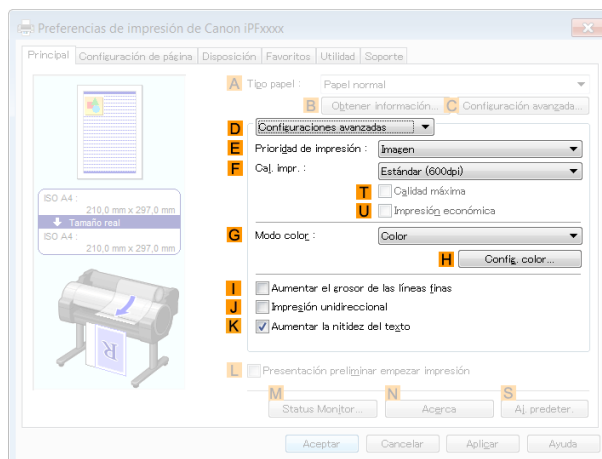 Preferencias de impresión de Canon iPFxxxx
Principal Configuración de página Disposición Favoritos Utilidad Soporte
A Tipo papel : Papel normal
B Obtener información... C Configuración avanzada...
D Configuraciones avanzadas
E Prioridad de impresión : Imagen
F Cal. impr. : Estándar (600dpi)
T Calidad máxima
U Impresión económica
ISO A4 :
210,0 mm x 297,0 mm
Tamaño real
ISO A4 :
210,0 mm x 297,0 mm
G Modo color : Color
H Config. color...
I Aumentar el grosor de las líneas finas
J Impresión unidireccional
K Aumentar la nitidez del texto
R
L Presentación preliminar empezar impresión
M N S
Status Monitor... Acerca Aj. predeter.
Aceptar Cancelar Aplicar Ayuda